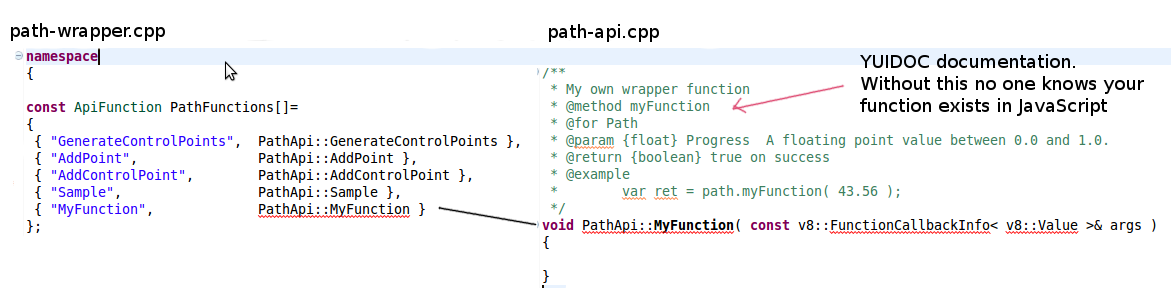 path-wrapper.cpp
namespace
{
const ApiFunction PathFunctions[]=
{
{ "GenerateControlPoints", PathApi::GenerateControlPoints },
{ "AddPoint", PathApi::AddPoint },
{ "AddControlPoint", PathApi::AddControlPoint },
{ "Sample", PathApi::Sample },
{ "MyFunction", PathApi::MyFunction }
};
path-api.cpp
/**
* My own wrapper function
* @method myFunction
* @for Path
* @param {float} Progress A floating point value between 0.0 and 1.0.
* @return {boolean} true on success
* @example
* var ret = path.myFunction( 43.56 );
*/
void PathApi::MyFunction( const v8::FunctionCallbackInfo< v8::Value >& args )
{
}
YUIDOC documentation.
Without this no one knows your
function exists in JavaScript